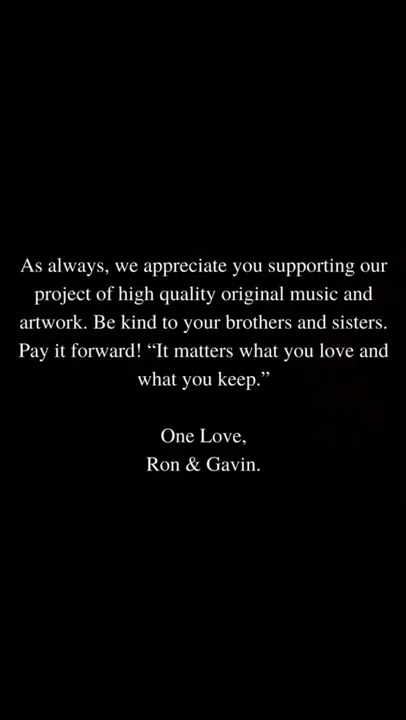 As always, we appreciate you supporting our
project of high quality original music and
artwork. Be kind to your brothers and sisters.
Pay it forward! “It matters what you love and
what you keep.”
One Love,
Ron & Gavin.